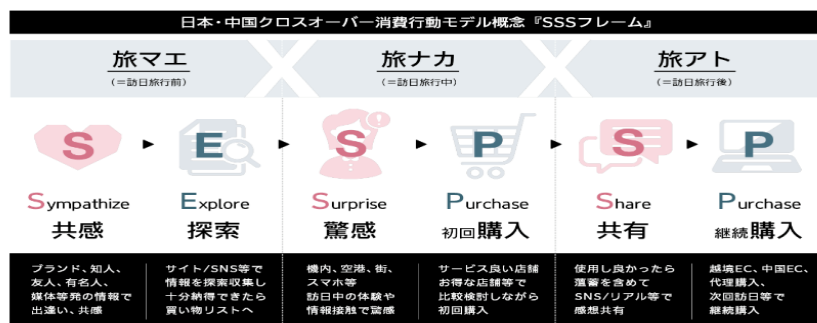 日本・中国クロスオーバー消費行動モデル概念『SSSフレーム』
旅マエ
(=訪日旅行前)
旅ナカ
(=訪日旅行中)
旅アト
(=訪日旅行後)
S
E
S
P
S
P
Sympathize
共感
Explore
探索
Surprise
驚感
Purchase
初回購入
Share
共有
Purchase
継続購入
ブランド、知人、
友人、有名人、
媒体等発の情報で
出逢い、共感
サイト/SNS等で
情報を探索収集し
十分納得できたら
買い物リストへ
機内、空港、街、
スマホ等
訪日中の体験や
情報接触で驚感
サービス良い店舗
お得な店舗等で
比較検討しながら
初回購入
使用し良かったら
薀蓄を含めて
SNS/リアル等で
感想共有
越境EC、中国EC、
代理購入、
次回訪日等で
継続購入